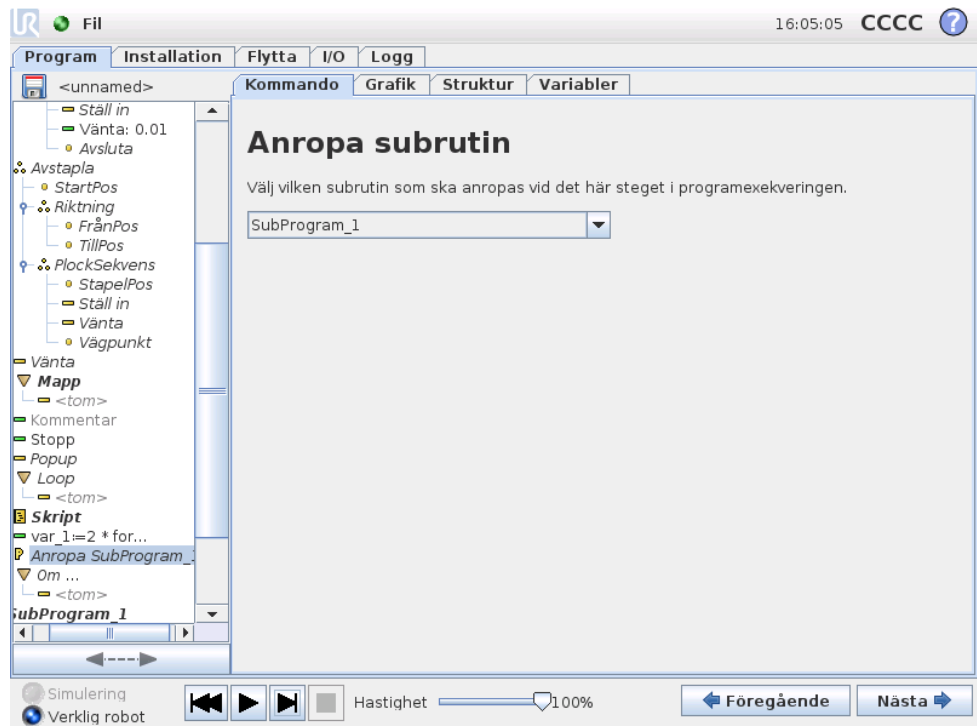 UR Fil 16:05:05 CCCC ?
Program Installation Flytta I/O Logg
<unnamed>
Kommando Grafik Struktur Variabler
Ställ in
Vänta: 0.01
Avsluta
Avstapla
StartPos
Riktning
FrånPos
TillPos
PlockSekvens
StapelPos
Ställ in
Vänta
Vägpunkt
Vänta
Mapp
<tom>
Kommentar
Stopp
Popup
Loop
<tom>
Skript
var_1:=2 * for...
Anropa SubProgram_1
Om ...
<tom>
SubProgram_1
Anropa subrutin
Välj vilken subrutin som ska anropas vid det här steget i programexekveringen.
SubProgram_1
Simulering
Verklig robot
Hastighet 100%
Föregående Nästa